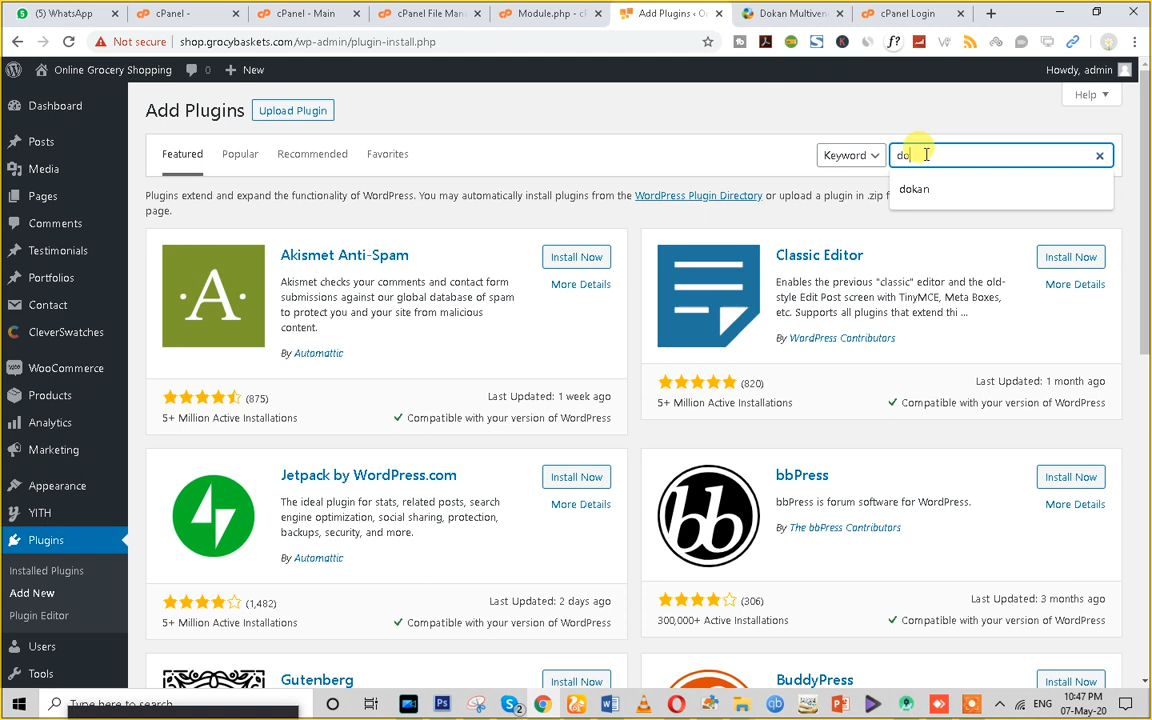 (5) WhatsApp
cPanel -
cPanel - Main
cPanel File Man
Module.php - cP
Add Plugins ‹ On
Dokan Multiven
cPanel Login
Not secure
shop.grocybaskets.com/wp-admin/plugin-install.php
f?
Online Grocery Shopping
0
New
Howdy, admin
Dashboard
Posts
Media
Pages
Comments
Testimonials
Portfolios
Contact
CleverSwatches
WooCommerce
Products
Analytics
Marketing
Appearance
YITH
Plugins
Installed Plugins
Add New
Plugin Editor
Users
Tools
Help
Add Plugins
Upload Plugin
Featured
Popular
Recommended
Favorites
Keyword
do
dokan
Plugins extend and expand the functionality of WordPress. You may automatically install plugins from the WordPress Plugin Directory or upload a plugin in .zip f
page.
Akismet Anti-Spam
Install Now
More Details
Akismet checks your comments and contact form
submissions against our global database of spam
to protect you and your site from malicious
content.
By Automattic
(875)
Last Updated: 1 week ago
5+ Million Active Installations
Compatible with your version of WordPress
Classic Editor
Install Now
More Details
Enables the previous "classic" editor and the old-
style Edit Post screen with TinyMCE, Meta Boxes,
etc. Supports all plugins that extend thi ...
By WordPress Contributors
(820)
Last Updated: 1 month ago
5+ Million Active Installations
Compatible with your version of WordPress
Jetpack by WordPress.com
Install Now
More Details
The ideal plugin for stats, related posts, search
engine optimization, social sharing, protection,
backups, security, and more.
By Automattic
(1,482)
Last Updated: 2 days ago
5+ Million Active Installations
Compatible with your version of WordPress
bbPress
Install Now
More Details
bbPress is forum software for WordPress.
By The bbPress Contributors
(306)
Last Updated: 3 months ago
300,000+ Active Installations
Compatible with your version of WordPress
Gutenberg
Install Now
BuddyPress
Install Now
Type here to search
ENG
10:47 PM
07-May-20